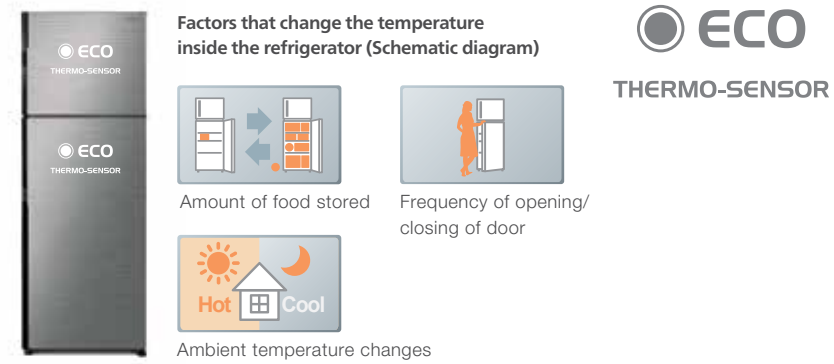 ECO
THERMO-SENSOR
ECO
THERMO-SENSOR
Factors that change the temperature
inside the refrigerator (Schematic diagram)
Amount of food stored
Frequency of opening/
closing of door
Hot
Cool
Ambient temperature changes
ECO
THERMO-SENSOR